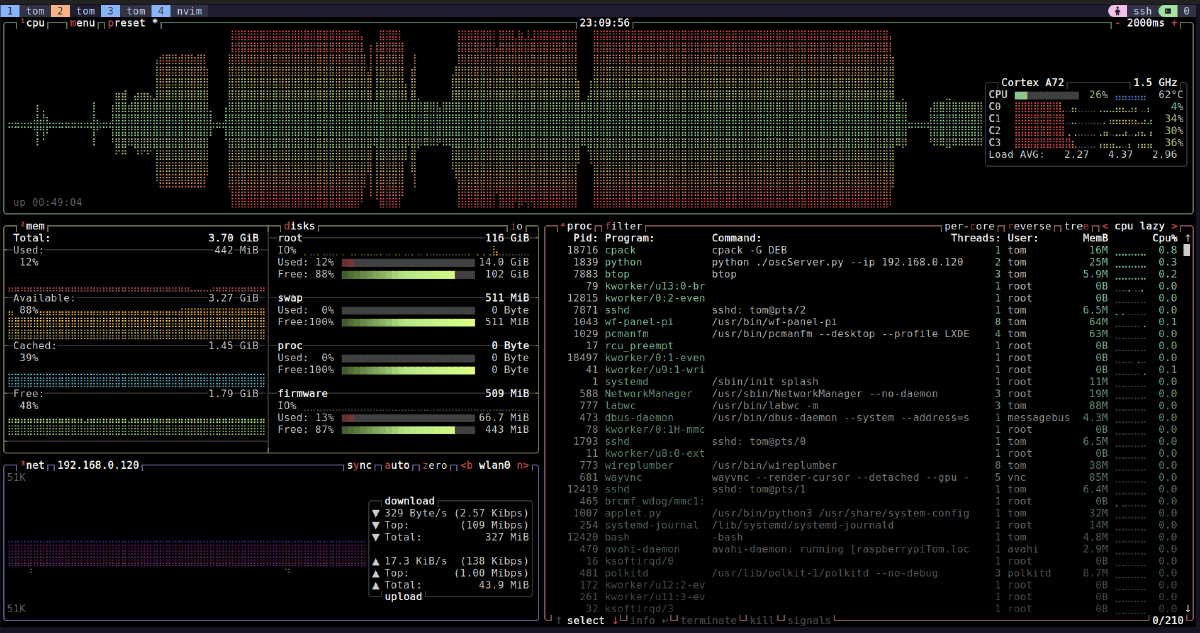 1 tom 2 tom 3 tom 4 nvim ssh 0
¹cpu menu preset * 23:09:56 - 2000ms +
Cortex A72 1.5 GHz
CPU 26% 62°C
C0 4%
C1 34%
C2 30%
C3 36%
Load AVG: 2.27 4.37 2.96
up 00:49:04
²mem
Total: 3.70 GiB
Used: 442 MiB
12%
Available: 3.27 GiB
88%
Cached: 1.45 GiB
39%
Free: 1.79 GiB
48%
disks io
root 116 GiB
IO%
Used: 12% 14.0 GiB
Free: 88% 102 GiB
swap 511 MiB
Used: 0% 0 Byte
Free:100% 511 MiB
proc 0 Byte
Used: 0% 0 Byte
Free:100% 0 Byte
firmware 509 MiB
IO%
Used: 13% 66.7 MiB
Free: 87% 443 MiB
³net 192.168.0.120 sync auto zero <b wlan0 n>
51K
download
▼ 329 Byte/s (2.57 Kibps)
▼ Top: (109 Mibps)
▼ Total: 327 MiB
▲ 17.3 KiB/s (138 Kibps)
▲ Top: (1.00 Mibps)
▲ Total: 43.9 MiB
upload
51K
⁴proc filter per-core reverse tree < cpu lazy >
Pid: Program: Command: Threads: User: MemB Cpu% ↑
18716 cpack cpack -G DEB 1 tom 16M 0.8
1839 python python ./oscServer.py --ip 192.168.0.120 2 tom 25M 0.3
7883 btop btop 3 tom 5.9M 0.2
79 kworker/u13:0-br 1 root 0B 0.0
12815 kworker/0:2-even 1 root 0B 0.0
7871 sshd sshd: tom@pts/2 1 tom 6.5M 0.0
1043 wf-panel-pi /usr/bin/wf-panel-pi 8 tom 64M 0.1
1029 pcmanfm /usr/bin/pcmanfm --desktop --profile LXDE 4 tom 63M 0.0
17 rcu_preempt 1 root 0B 0.0
18497 kworker/0:1-even 1 root 0B 0.0
41 kworker/u9:1-wri 1 root 0B 0.1
1 systemd /sbin/init splash 1 root 11M 0.0
588 NetworkManager /usr/sbin/NetworkManager --no-daemon 3 root 19M 0.0
777 labwc /usr/bin/labwc -m 3 tom 88M 0.0
473 dbus-daemon /usr/bin/dbus-daemon --system --address=s 1 messagebus 4.3M 0.0
78 kworker/0:1H-mmc 1 root 0B 0.0
1793 sshd sshd: tom@pts/0 1 tom 6.5M 0.0
11 kworker/u8:0-ext 1 root 0B 0.0
773 wireplumber /usr/bin/wireplumber 8 tom 38M 0.0
681 wayvnc wayvnc --render-cursor --detached --gpu - 5 vnc 85M 0.0
12419 sshd sshd: tom@pts/1 1 tom 6.4M 0.0
465 brcmf_wdog/mmc1: 1 root 0B 0.0
1007 applet.py /usr/bin/python3 /usr/share/system-config 1 tom 32M 0.0
254 systemd-journal /lib/systemd/systemd-journald 1 root 14M 0.0
12420 bash -bash 1 tom 4.8M 0.0
470 avahi-daemon avahi-daemon: running [raspberrypiTom.loc 1 avahi 2.9M 0.0
16 ksoftirqd/0 1 root 0B 0.0
481 polkitd /usr/lib/polkit-1/polkitd --no-debug 3 polkitd 8.7M 0.0
172 kworker/u12:2-ev 1 root 0B 0.0
261 kworker/u11:3-ev 1 root 0B 0.0
32 ksoftirqd/3 1 root 0B 0.0 ↓
↑ select ↓ info ↵ terminate kill signals 0/210